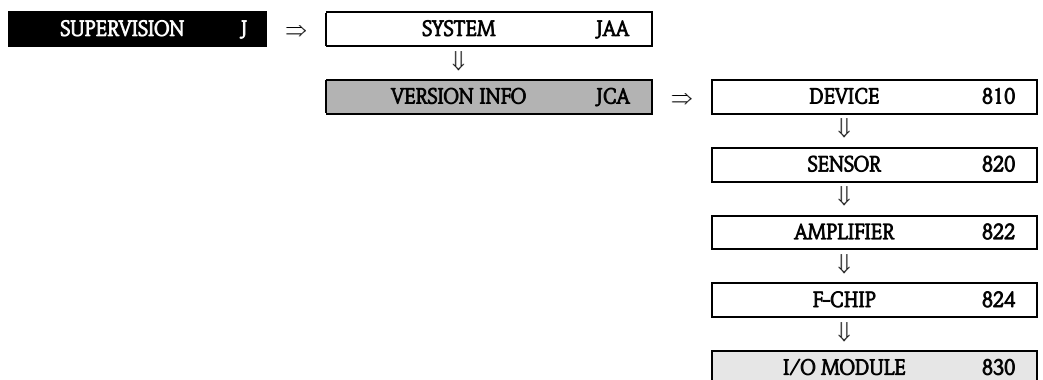 SUPERVISION J ⇒ SYSTEM JAA
⇓
VERSION INFO JCA ⇒ DEVICE 810
⇓
SENSOR 820
⇓
AMPLIFIER 822
⇓
F-CHIP 824
⇓
I/O MODULE 830